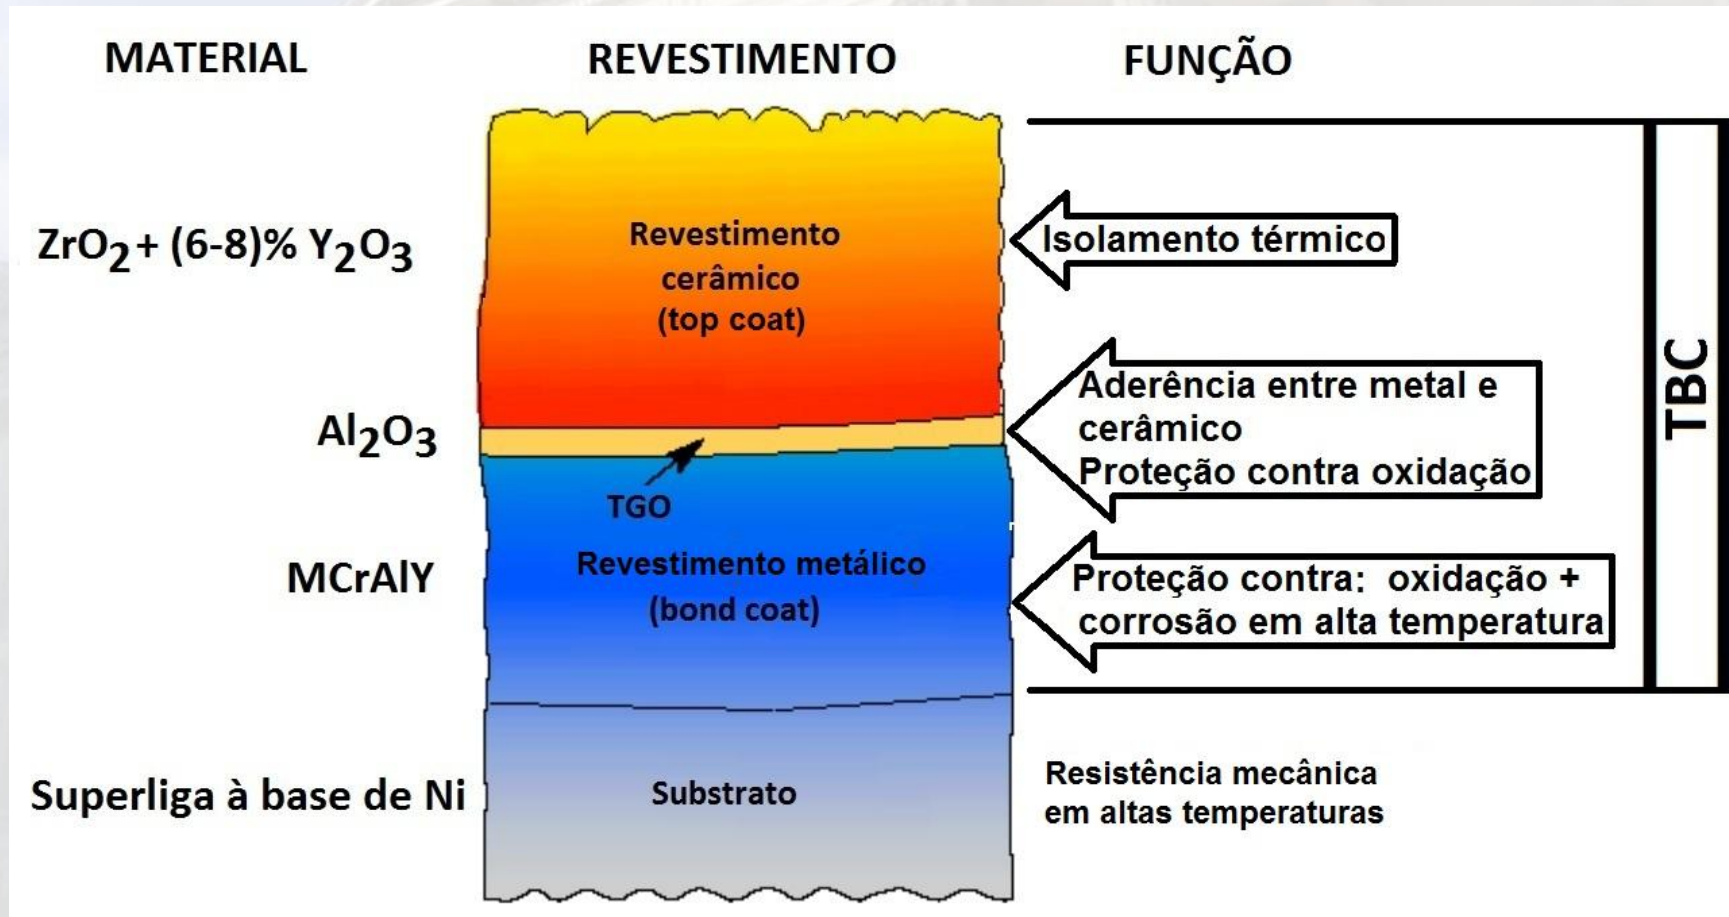 MATERIAL REVESTIMENTO FUNÇÃO
ZrO2 + (6-8)% Y2O3
Revestimento
cerâmico
(top coat)
Isolamento térmico
Al2O3
TGO
Aderência entre metal e
cerâmico
Proteção contra oxidação
MCrAlY
Revestimento metálico
(bond coat)
Proteção contra: oxidação +
corrosão em alta temperatura
TBC
Superliga à base de Ni
Substrato
Resistência mecânica
em altas temperaturas